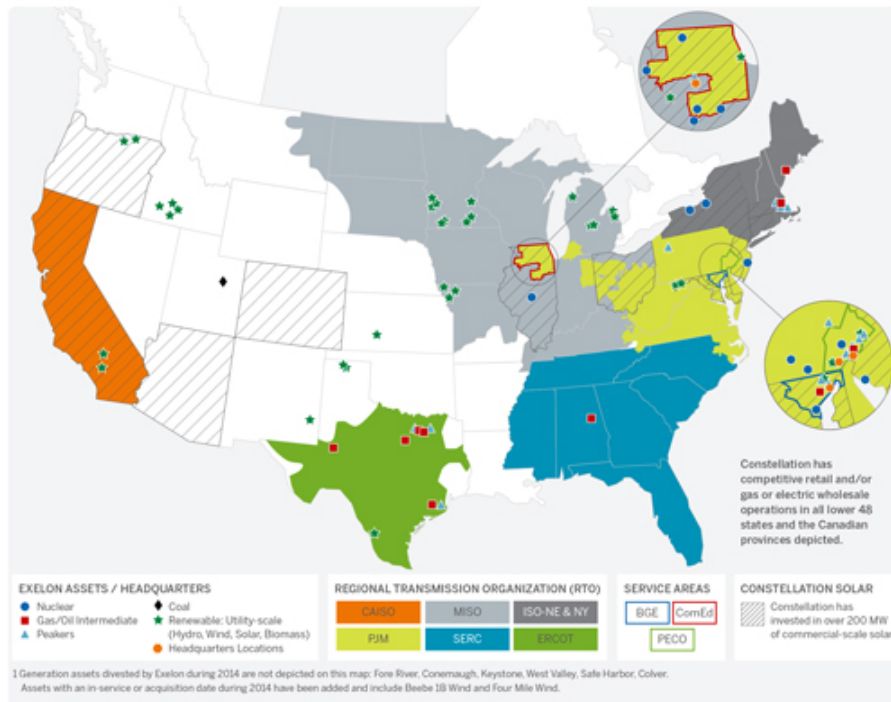 Constellation has
competitive retail and/or
gas or electric wholesale
operations in all lower 48
states and the Canadian
provinces depicted.
EXELON ASSETS / HEADQUARTERS
Nuclear
Gas/Oil Intermediate
Peakers
Coal
Renewable: Utility-scale
(Hydro, Wind, Solar, Biomass)
Headquarters Locations
REGIONAL TRANSMISSION ORGANIZATION (RTO)
CAISO
MISO
ISO-NE & NY
PJM
SERC
ERCOT
SERVICE AREAS
BGE
ComEd
PECO
CONSTELLATION SOLAR
Constellation has
invested in over 200 MW
of commercial-scale solar
1 Generation assets divested by Exelon during 2014 are not depicted on this map: Fore River, Conemaugh, Keystone, West Valley, Safe Harbor, Colver.
Assets with an in-service or acquisition date during 2014 have been added and include Beebe 1B Wind and Four Mile Wind.